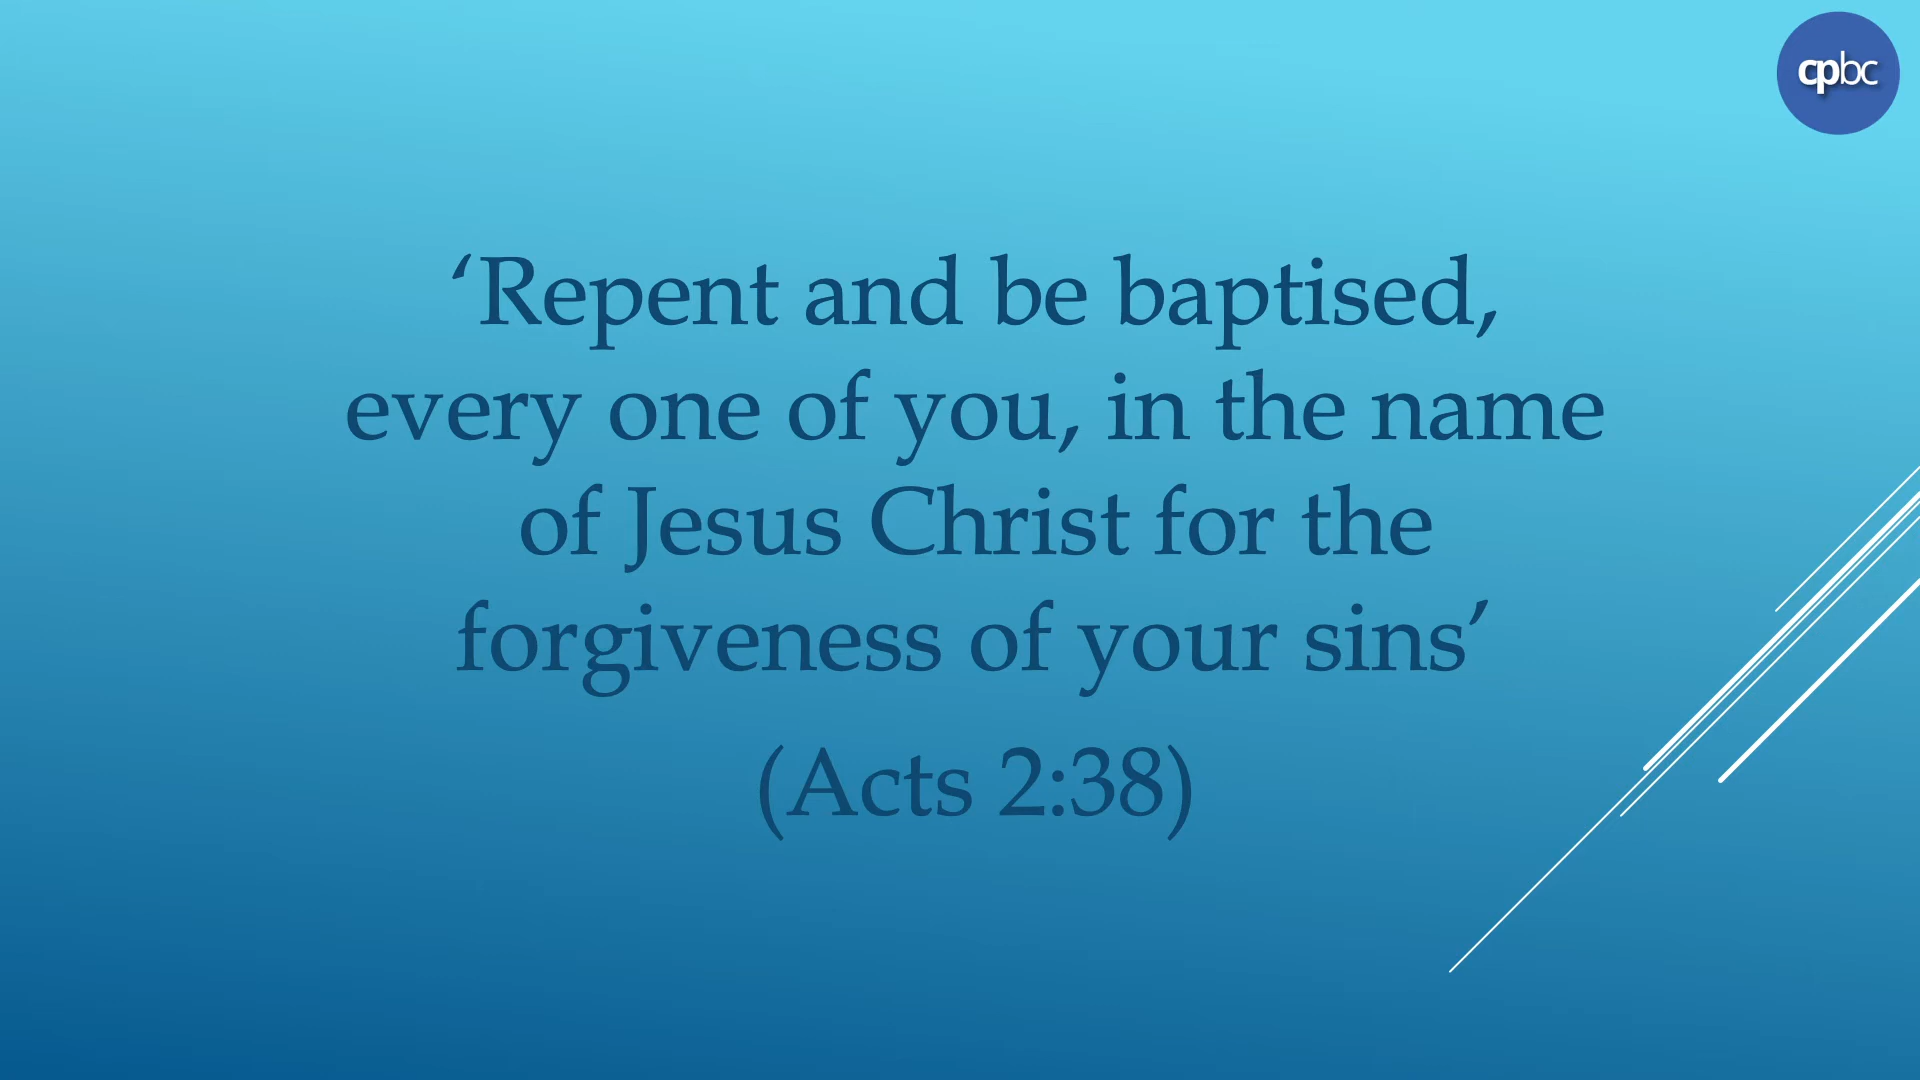 cpbc
‘Repent and be baptised,
every one of you, in the name
of Jesus Christ for the
forgiveness of your sins’
(Acts 2:38)